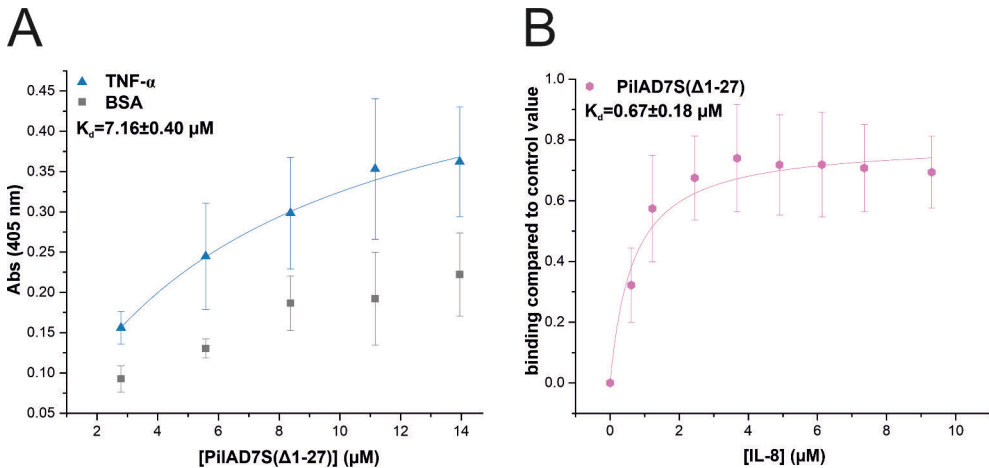 A
TNF-α
BSA
K_d=7.16±0.40 µM
0.45
0.40
0.35
0.30
0.25
0.20
0.15
0.10
0.05
Abs (405 nm)
2 4 6 8 10 12 14
[PilAD7S(Δ1-27)] (µM)
B
PilAD7S(Δ1-27)
K_d=0.67±0.18 µM
1.0
0.8
0.6
0.4
0.2
0.0
binding compared to control value
0 2 4 6 8 10
[IL-8] (µM)